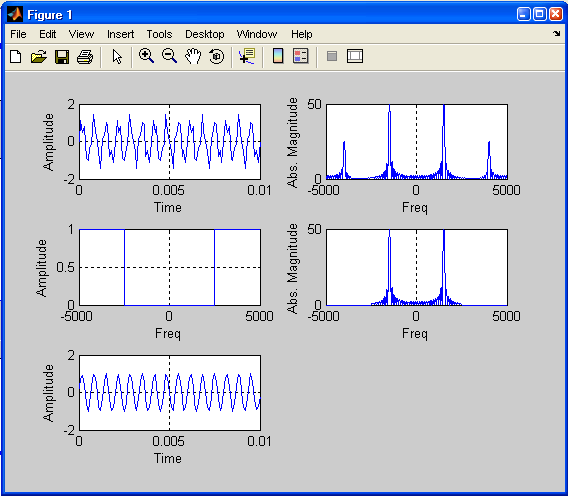 Figure 1
File Edit View Insert Tools Desktop Window Help
Amplitude
2
0
-2
0 0.005 0.01
Time
Abs. Magnitude
50
0
-5000 0 5000
Freq
Amplitude
1
0.5
0
-5000 0 5000
Freq
Abs. Magnitude
50
0
-5000 0 5000
Freq
Amplitude
2
0
-2
0 0.005 0.01
Time